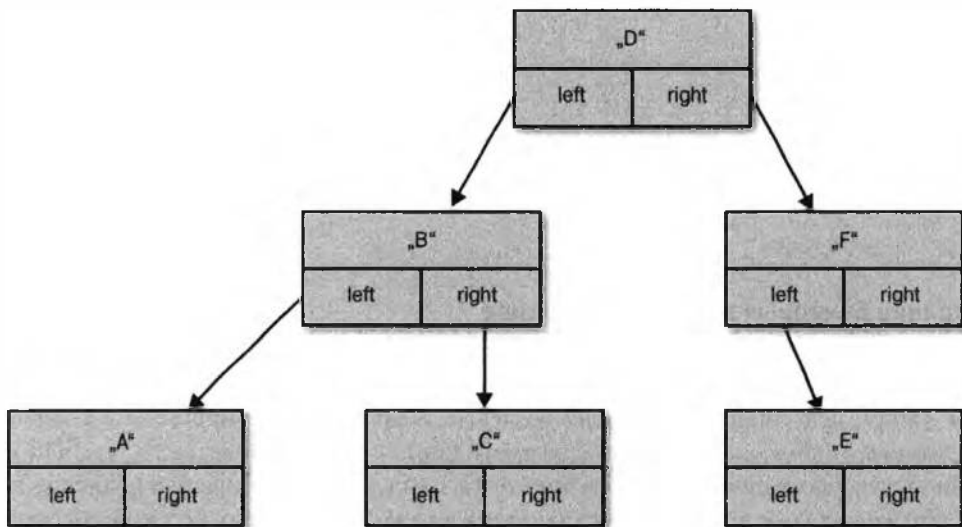 „D“
left right
„B“ „F“
left right left right
„A“ „C“ „E“
left right left right left right